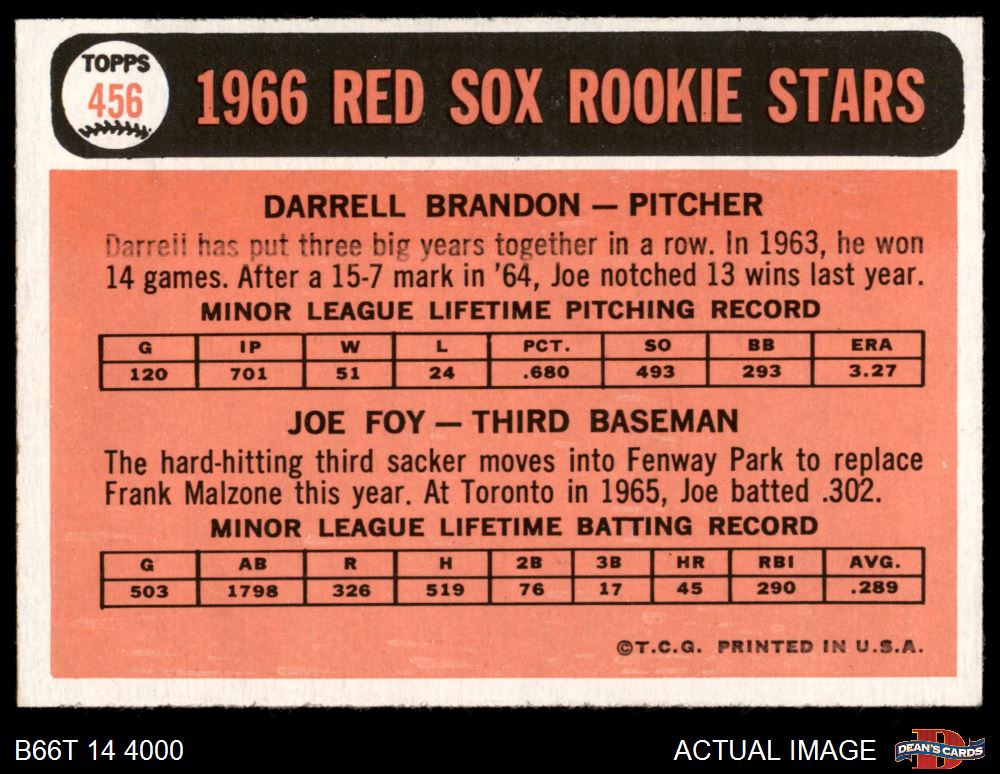 TOPPS
456
1966 RED SOX ROOKIE STARS
DARRELL BRANDON — PITCHER
Darrell has put three big years together in a row. In 1963, he won
14 games. After a 15-7 mark in '64, Joe notched 13 wins last year.
MINOR LEAGUE LIFETIME PITCHING RECORD
G IP W L PCT. SO BB ERA
120 701 51 24 .680 493 293 3.27
JOE FOY — THIRD BASEMAN
The hard-hitting third sacker moves into Fenway Park to replace
Frank Malzone this year. At Toronto in 1965, Joe batted .302.
MINOR LEAGUE LIFETIME BATTING RECORD
G AB R H 2B 3B HR RBI AVG.
503 1798 326 519 76 17 45 290 .289
©T.C.G. PRINTED IN U.S.A.
B66T 14 4000
ACTUAL IMAGE
DEAN'S CARDS